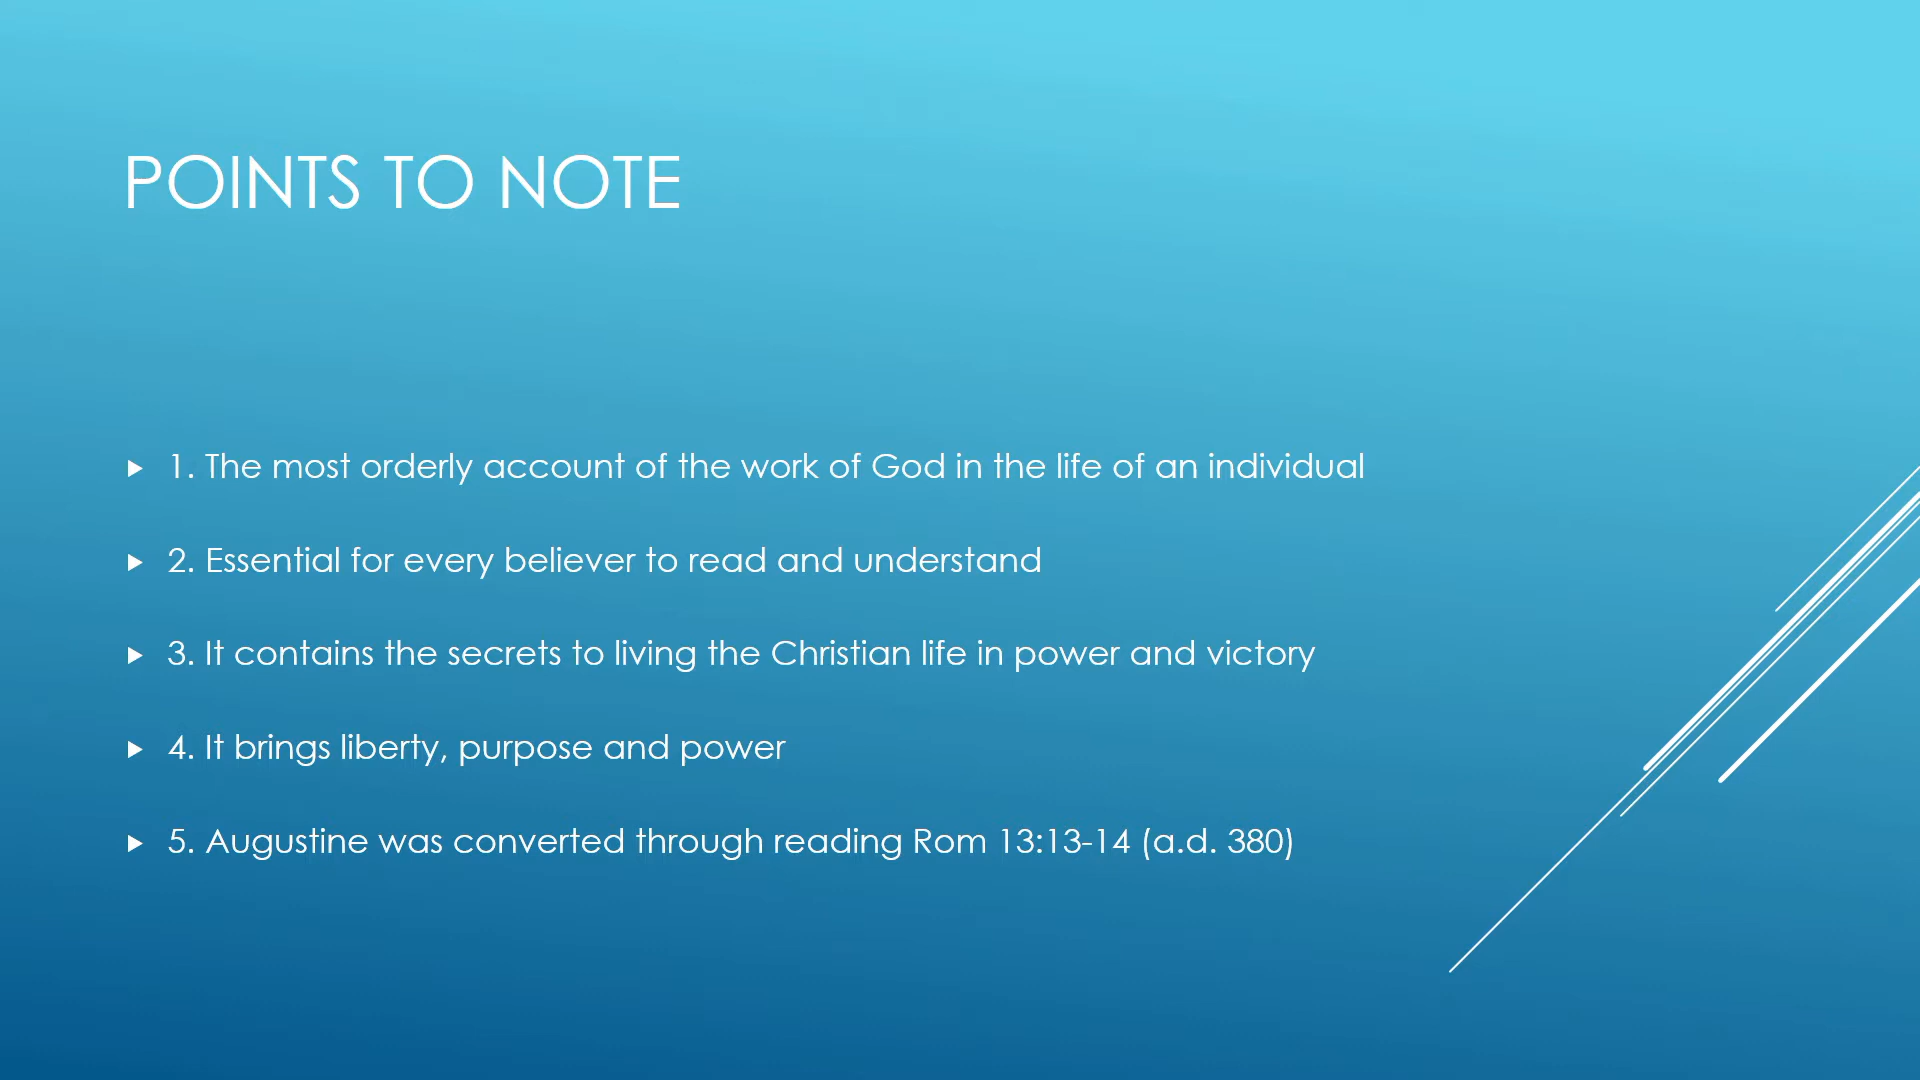 POINTS TO NOTE
1. The most orderly account of the work of God in the life of an individual
2. Essential for every believer to read and understand
3. It contains the secrets to living the Christian life in power and victory
4. It brings liberty, purpose and power
5. Augustine was converted through reading Rom 13:13-14 (a.d. 380)